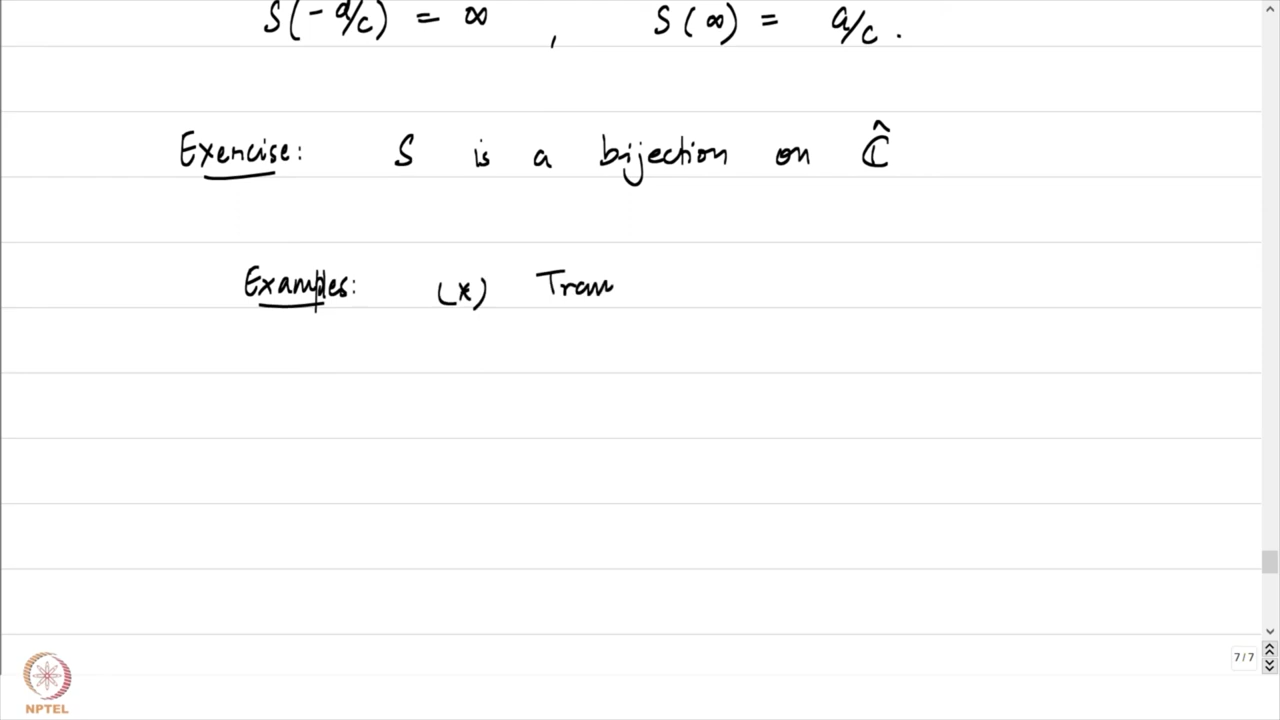 S(-d/c) = ∞ , S(∞) = a/c .
Exercise: S is a bijection on ℂ̂
Examples: (*) Tran
7/7
NPTEL